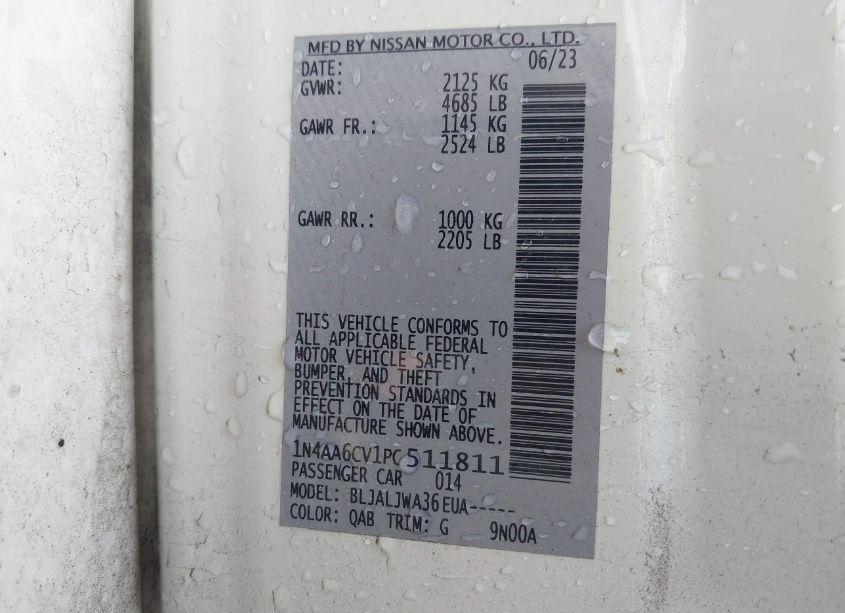 MFD BY NISSAN MOTOR CO., LTD.
DATE: 06/23
GVWR: 2125 KG
4685 LB
GAWR FR.: 1145 KG
2524 LB
GAWR RR.: 1000 KG
2205 LB
THIS VEHICLE CONFORMS TO
ALL APPLICABLE FEDERAL
MOTOR VEHICLE SAFETY,
BUMPER, AND THEFT
PREVENTION STANDARDS IN
EFFECT ON THE DATE OF
MANUFACTURE SHOWN ABOVE.
1N4AA6CV1PC511811
PASSENGER CAR 014
MODEL: BLJALJWA36EUA-----
COLOR: QAB TRIM: G 9N00A